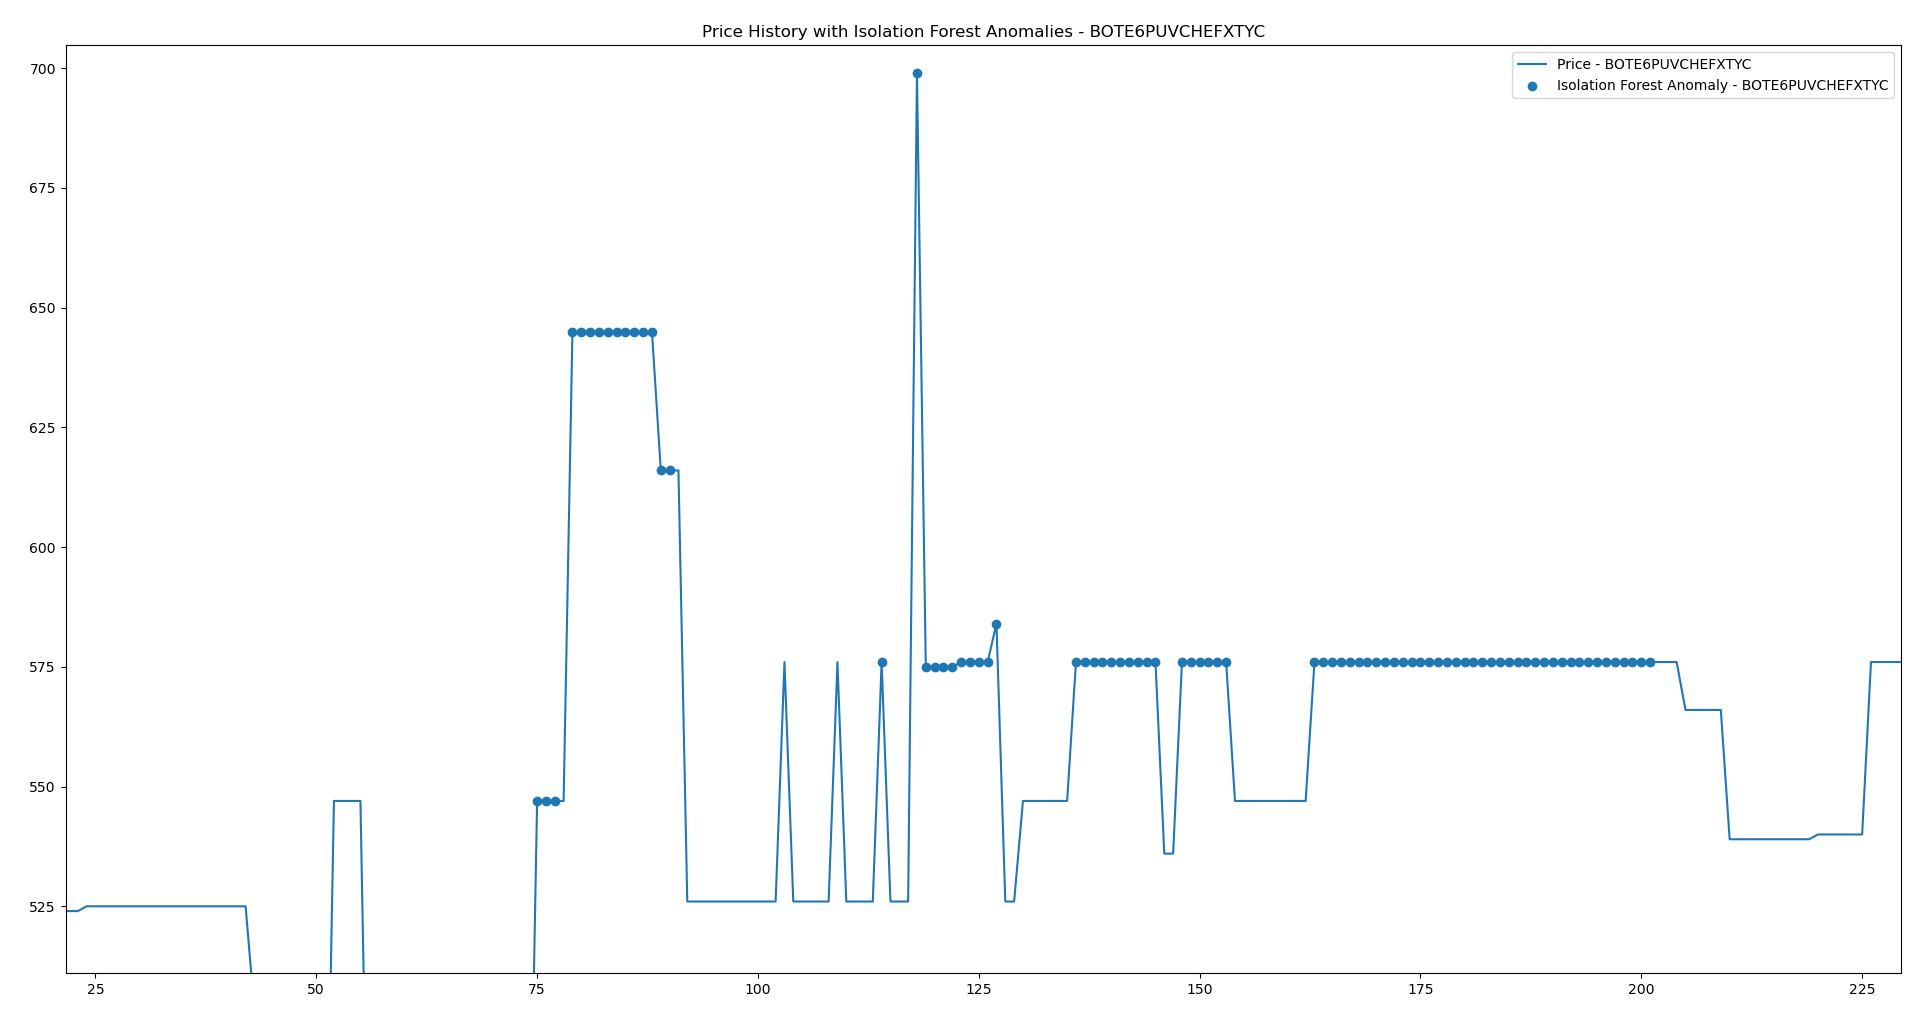 Price History with Isolation Forest Anomalies - BOTE6PUVCHEFXTYC
Price - BOTE6PUVCHEFXTYC
Isolation Forest Anomaly - BOTE6PUVCHEFXTYC
700
675
650
625
600
575
550
525
25 50 75 100 125 150 175 200 225